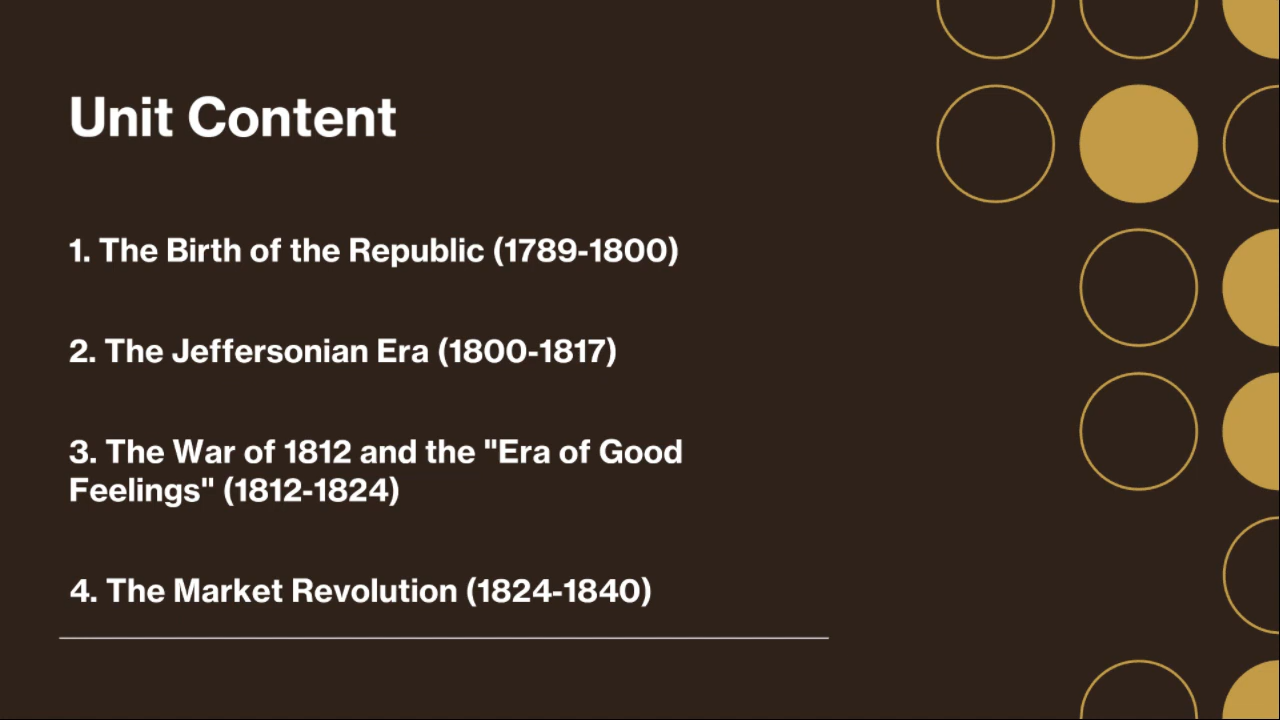 Unit Content
1. The Birth of the Republic (1789-1800)
2. The Jeffersonian Era (1800-1817)
3. The War of 1812 and the "Era of Good
Feelings" (1812-1824)
4. The Market Revolution (1824-1840)